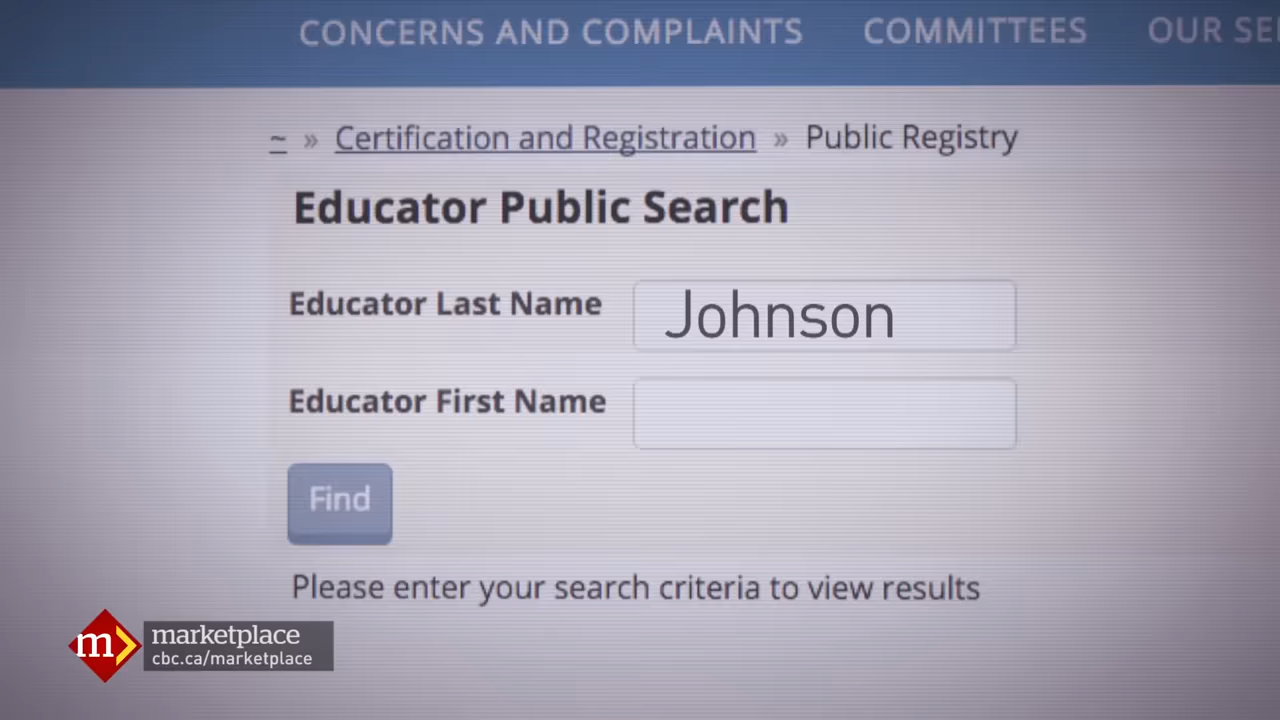 CONCERNS AND COMPLAINTS COMMITTEES OUR SE
~ » Certification and Registration » Public Registry
Educator Public Search
Educator Last Name Johnson
Educator First Name
Find
Please enter your search criteria to view results
m marketplace
cbc.ca/marketplace